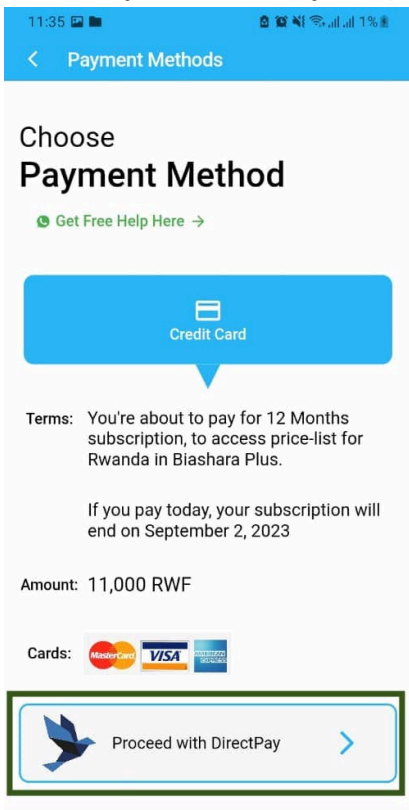 11:35 1%
Payment Methods
Choose
Payment Method
Get Free Help Here →
Credit Card
Terms: You're about to pay for 12 Months
subscription, to access price-list for
Rwanda in Biashara Plus.
If you pay today, your subscription will
end on September 2, 2023
Amount: 11,000 RWF
Cards: MasterCard VISA AMERICAN EXPRESS
Proceed with DirectPay